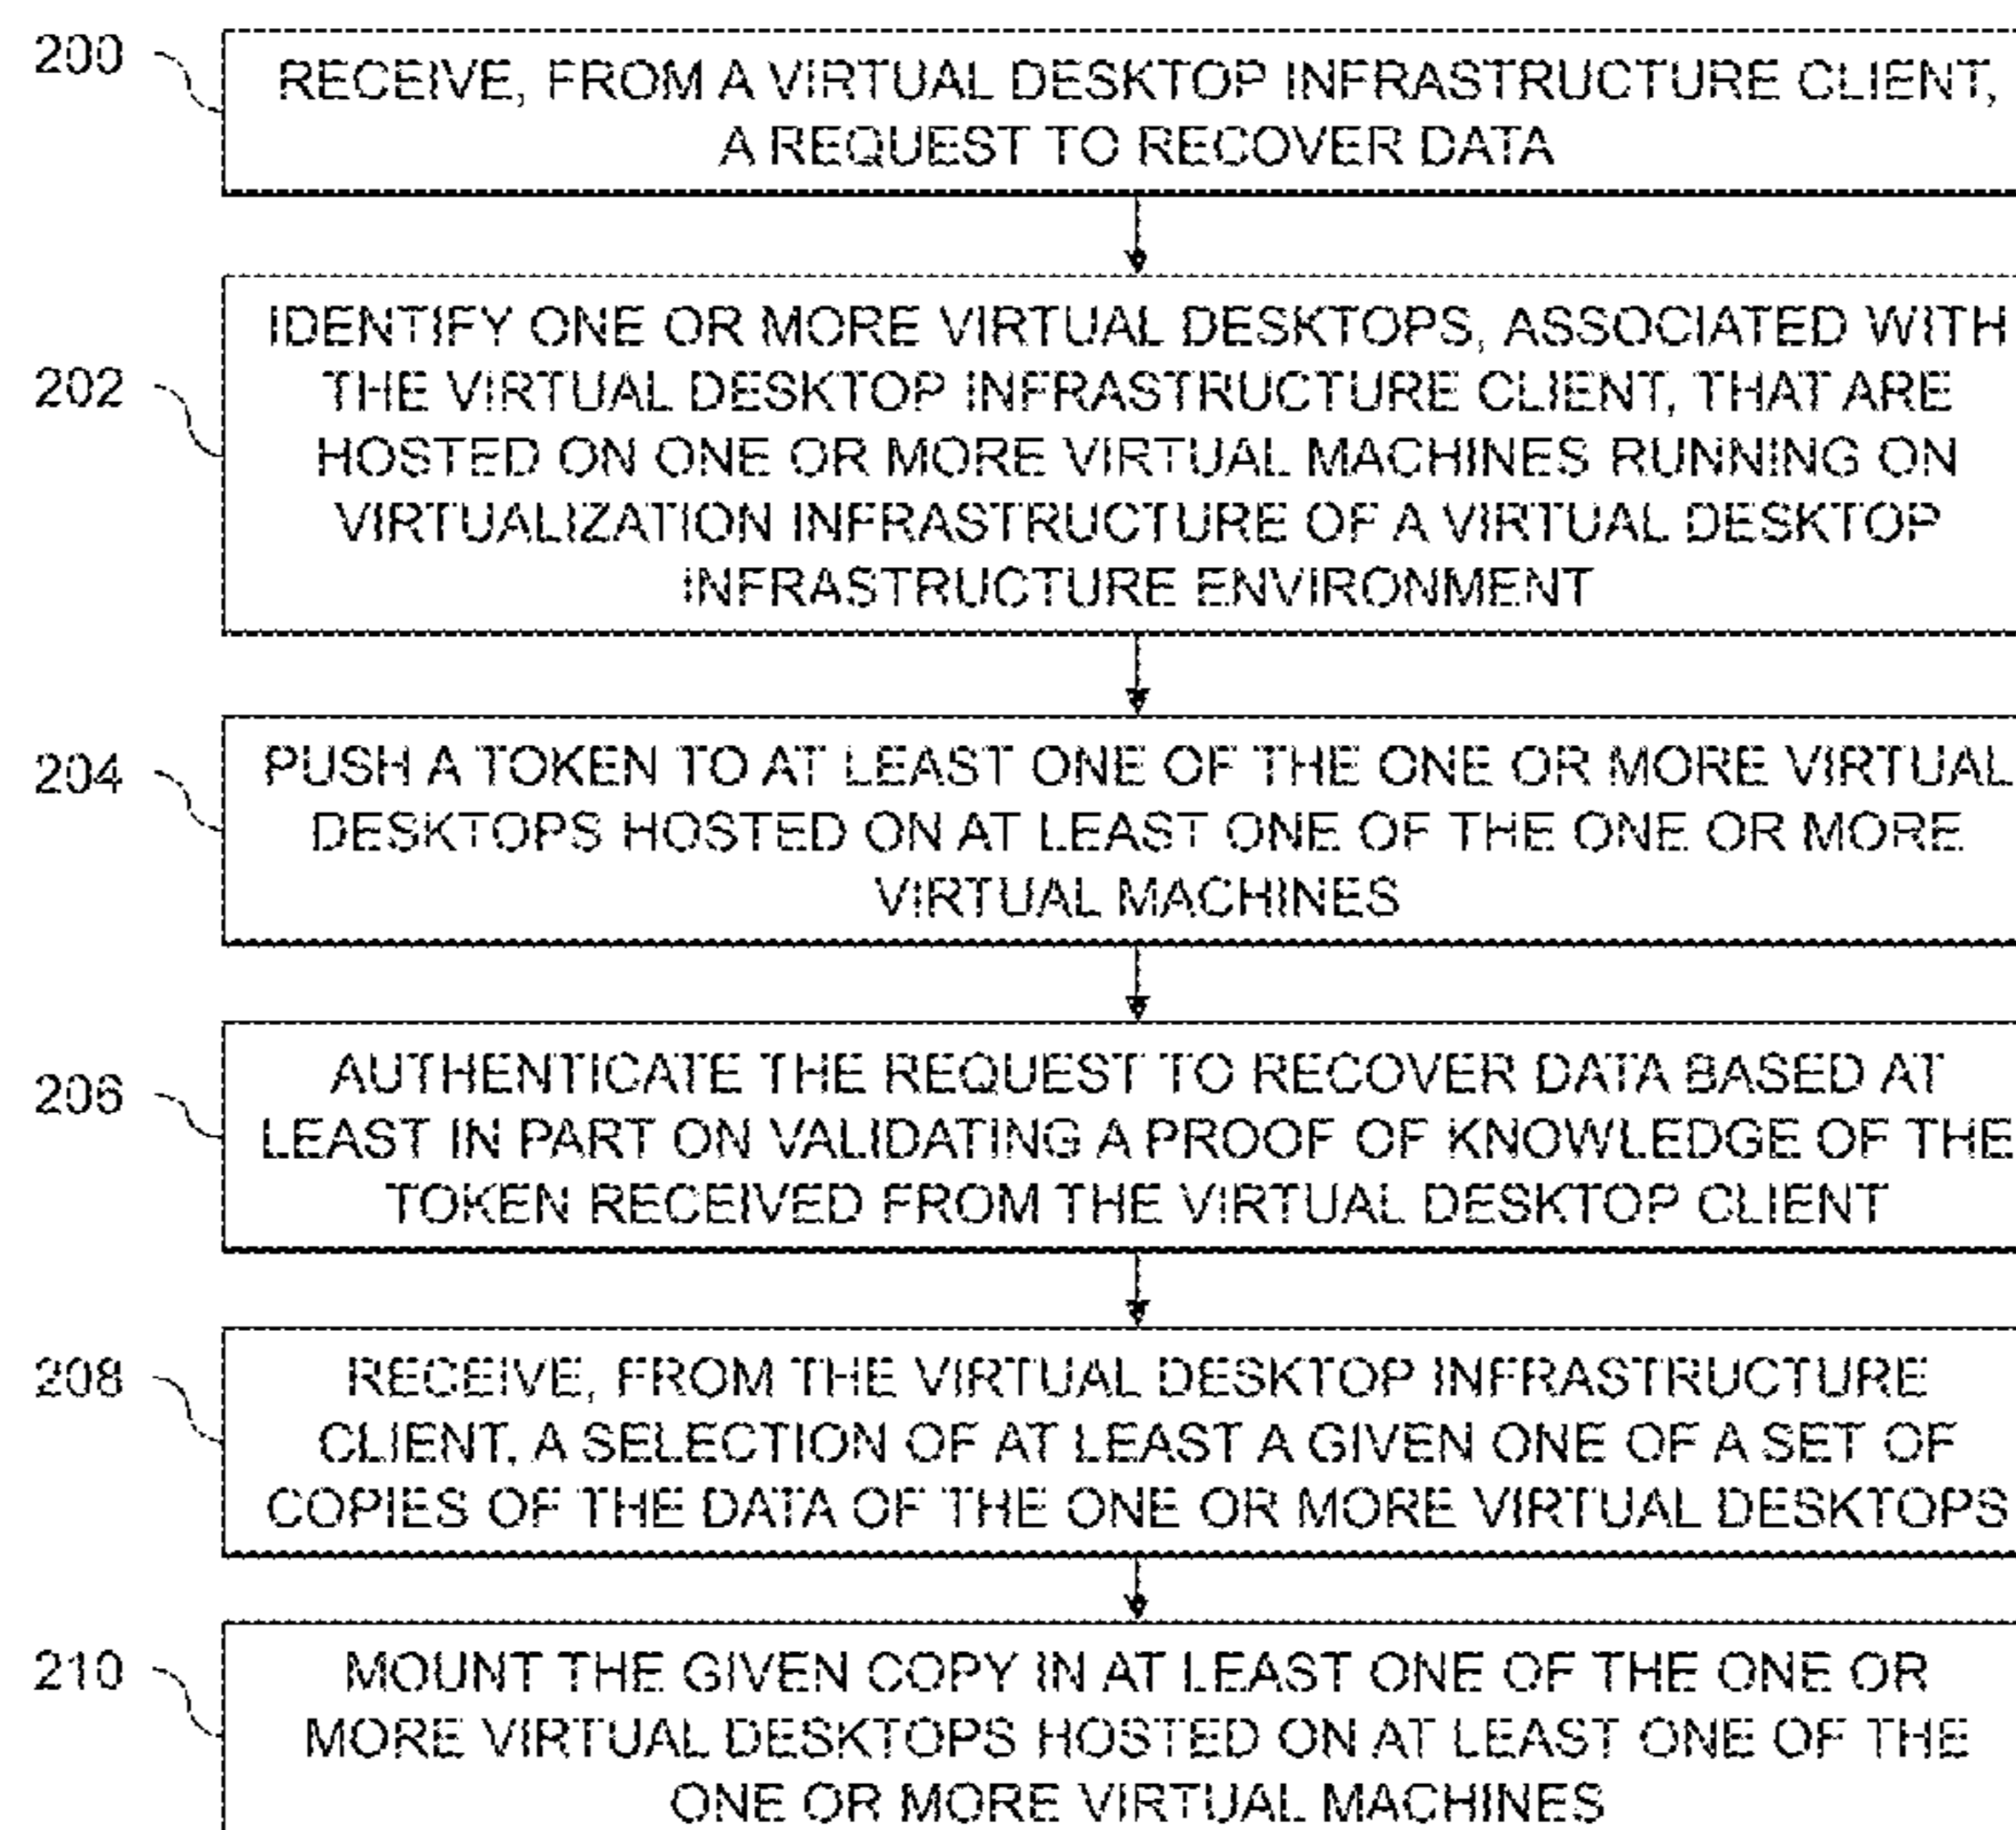 200
RECEIVE, FROM A VIRTUAL DESKTOP INFRASTRUCTURE CLIENT,
A REQUEST TO RECOVER DATA
202
IDENTIFY ONE OR MORE VIRTUAL DESKTOPS, ASSOCIATED WITH
THE VIRTUAL DESKTOP INFRASTRUCTURE CLIENT, THAT ARE
HOSTED ON ONE OR MORE VIRTUAL MACHINES RUNNING ON
VIRTUALIZATION INFRASTRUCTURE OF A VIRTUAL DESKTOP
INFRASTRUCTURE ENVIRONMENT
204
PUSH A TOKEN TO AT LEAST ONE OF THE ONE OR MORE VIRTUAL
DESKTOPS HOSTED ON AT LEAST ONE OF THE ONE OR MORE
VIRTUAL MACHINES
206
AUTHENTICATE THE REQUEST TO RECOVER DATA BASED AT
LEAST IN PART ON VALIDATING A PROOF OF KNOWLEDGE OF THE
TOKEN RECEIVED FROM THE VIRTUAL DESKTOP CLIENT
208
RECEIVE, FROM THE VIRTUAL DESKTOP INFRASTRUCTURE
CLIENT, A SELECTION OF AT LEAST A GIVEN ONE OF A SET OF
COPIES OF THE DATA OF THE ONE OR MORE VIRTUAL DESKTOPS
210
MOUNT THE GIVEN COPY IN AT LEAST ONE OF THE ONE OR
MORE VIRTUAL DESKTOPS HOSTED ON AT LEAST ONE OF THE
ONE OR MORE VIRTUAL MACHINES